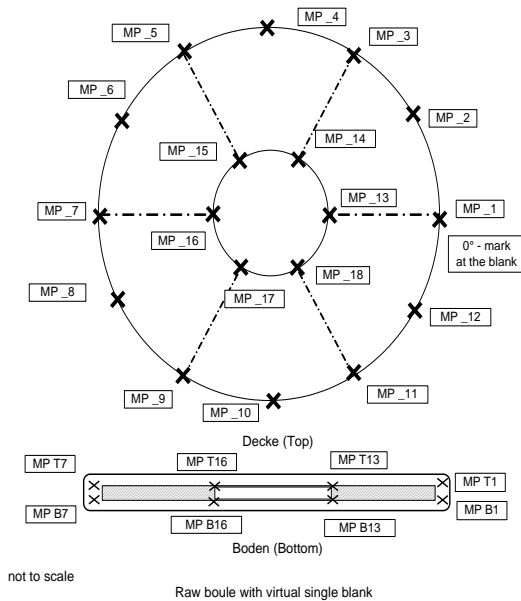 MP _4
MP _5
MP _3
MP _6
MP _2
MP _15
MP _14
MP _13
MP _7
MP _1
MP _16
0° - mark
at the blank
MP _18
MP _17
MP _8
MP _12
MP _9
MP _11
MP _10
Decke (Top)
MP T7
MP T16
MP T13
MP T1
MP B7
MP B1
MP B16
MP B13
Boden (Bottom)
not to scale
Raw boule with virtual single blank